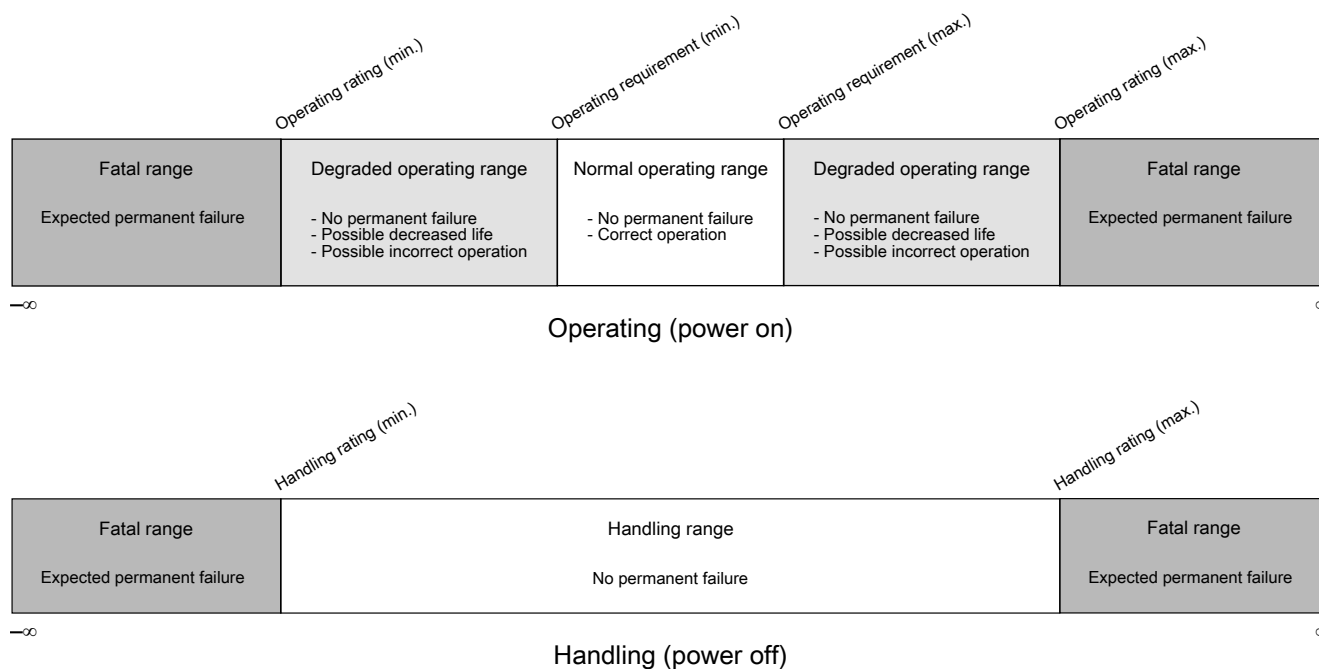 Operating rating (min.)
Operating requirement (min.)
Operating requirement (max.)
Operating rating (max.)
Fatal range
Degraded operating range
Normal operating range
Degraded operating range
Fatal range
Expected permanent failure
- No permanent failure
- Possible decreased life
- Possible incorrect operation
- No permanent failure
- Correct operation
- No permanent failure
- Possible decreased life
- Possible incorrect operation
Expected permanent failure
–∞
Operating (power on)
Handling rating (min.)
Handling rating (max.)
Fatal range
Handling range
Fatal range
Expected permanent failure
No permanent failure
Expected permanent failure
–∞
Handling (power off)